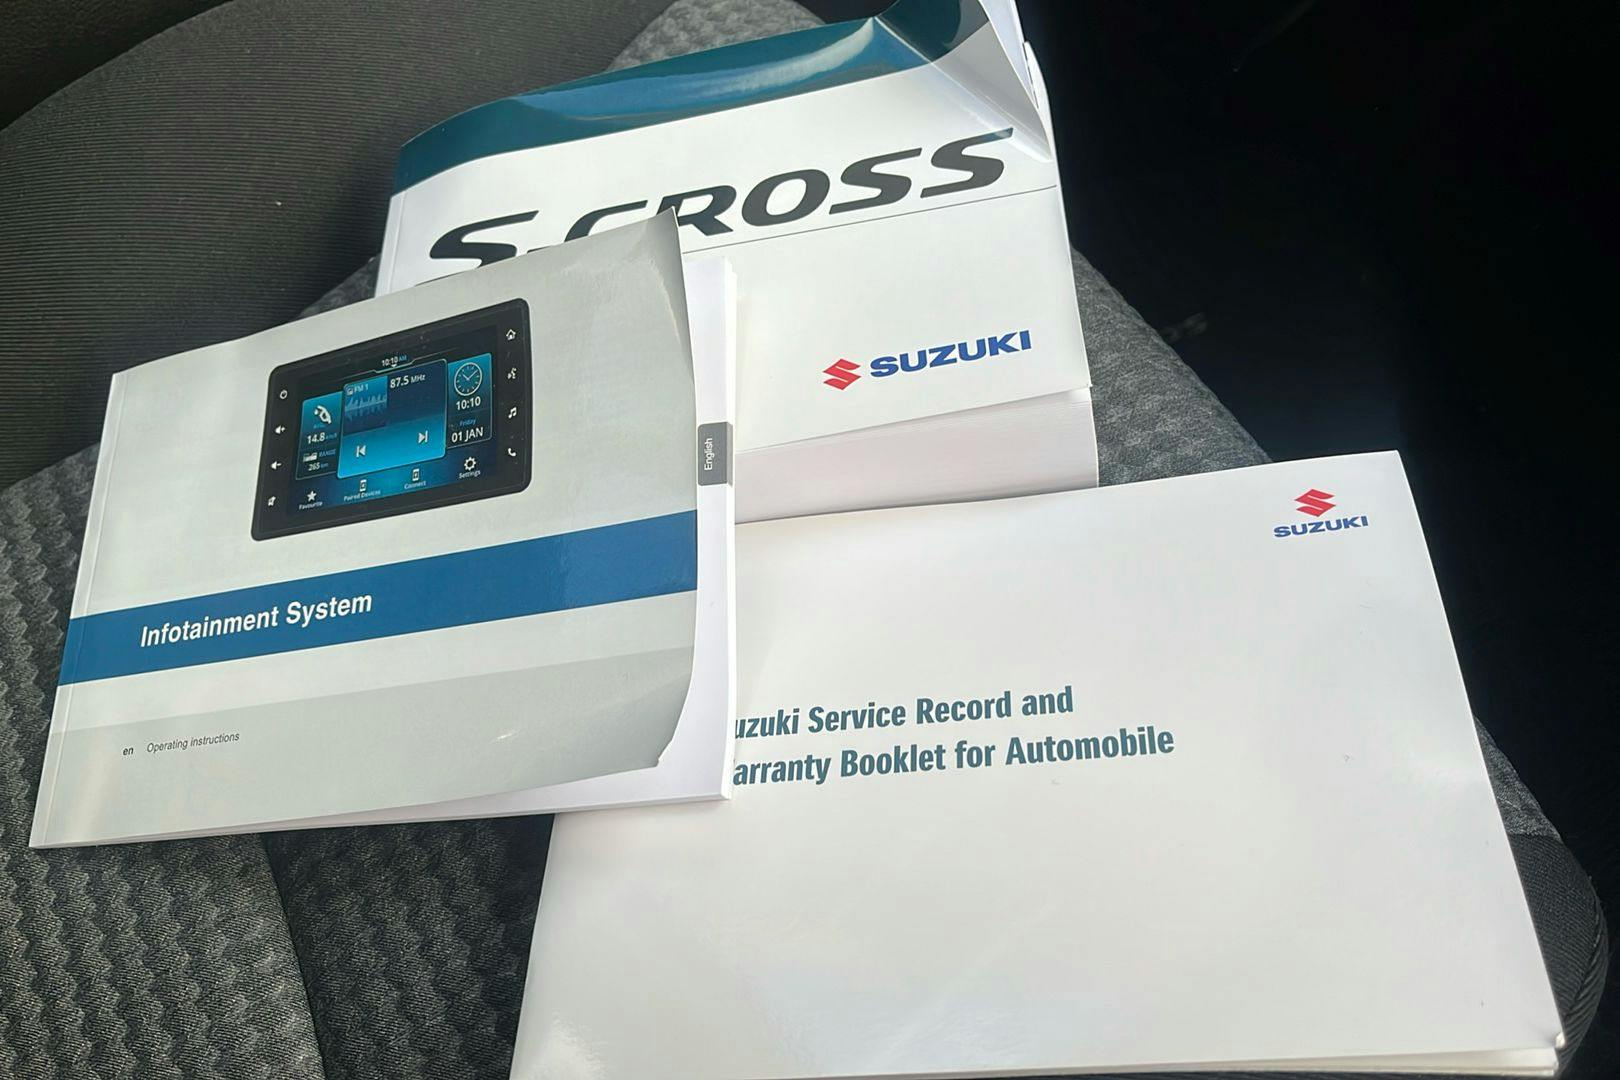 S-CROSS
SUZUKI
10:10 AM
FM 1
87.5 MHz
10:10
14.8
Friday
01 JAN
RANGE
265 km
Favourite
Paired Devices
Connect
Settings
English
Infotainment System
en Operating instructions
SUZUKI
uzuki Service Record and
arranty Booklet for Automobile